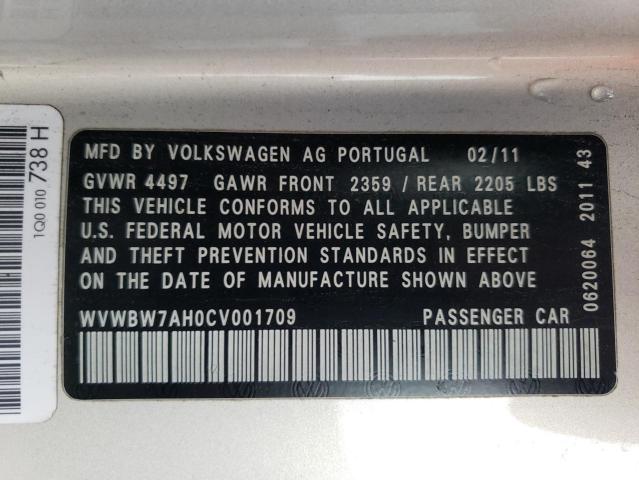 MFD BY VOLKSWAGEN AG PORTUGAL 02/11
GVWR 4497 GAWR FRONT 2359 / REAR 2205 LBS
THIS VEHICLE CONFORMS TO ALL APPLICABLE
U.S. FEDERAL MOTOR VEHICLE SAFETY, BUMPER
AND THEFT PREVENTION STANDARDS IN EFFECT
ON THE DATE OF MANUFACTURE SHOWN ABOVE
WVWBW7AH0CV001709 PASSENGER CAR
0620064 2011 43
1Q0 010 738 H